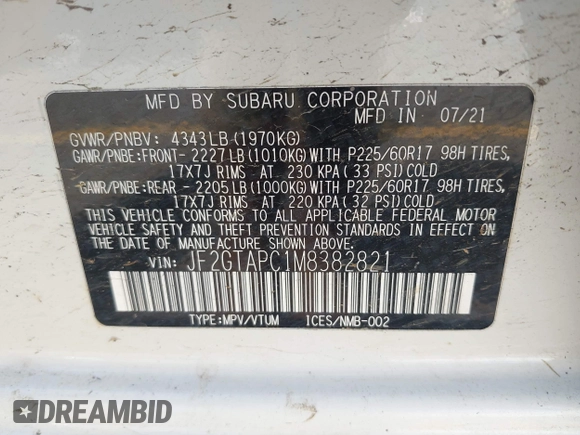 MFD BY SUBARU CORPORATION
MFD IN 07/21
GVWR/PNBV: 4343LB(1970KG)
GAWR/PNBE:FRONT- 2227LB(1010KG)WITH P225/60R17 98H TIRES,
17X7J RIMS AT 230 KPA( 33 PSI)COLD
GAWR/PNBE:REAR - 2205LB(1000KG)WITH P225/60R17 98H TIRES,
17X7J RIMS AT 220 KPA( 32 PSI)COLD
THIS VEHICLE CONFORMS TO ALL APPLICABLE FEDERAL MOTOR
VEHICLE SAFETY AND THEFT PREVENTION STANDARDS IN EFFECT ON
THE DATE OF MANUFACTURE SHOWN ABOVE.
VIN: JF2GTAPC1M8382821
TYPE:MPV/VTUM ICES/NMB-002
DREAMBID